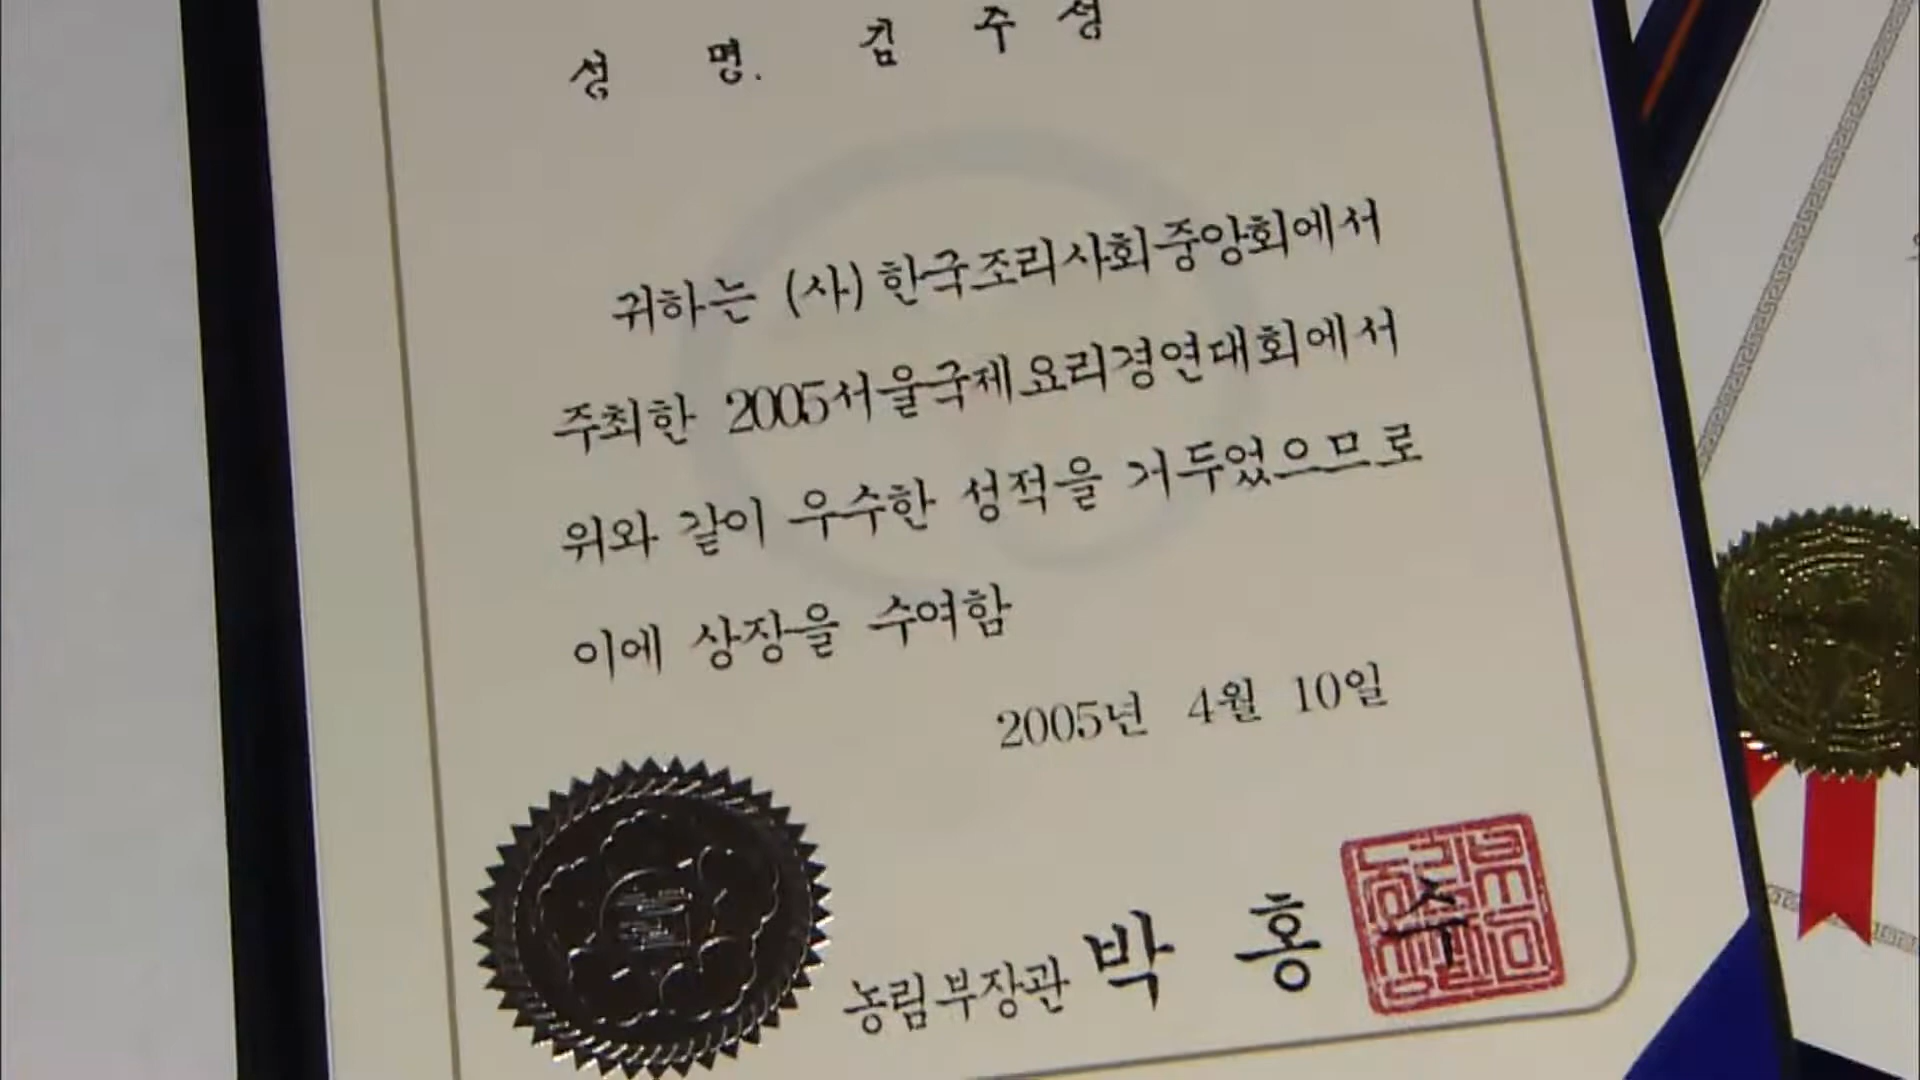 성 명. 김 주 성
귀하는 (사) 한국조리사회중앙회에서
주최한 2005서울국제요리경연대회에서
위와 같이 우수한 성적을 거두었으므로
이에 상장을 수여함
2005년 4월 10일
농림부장관 박 홍 수